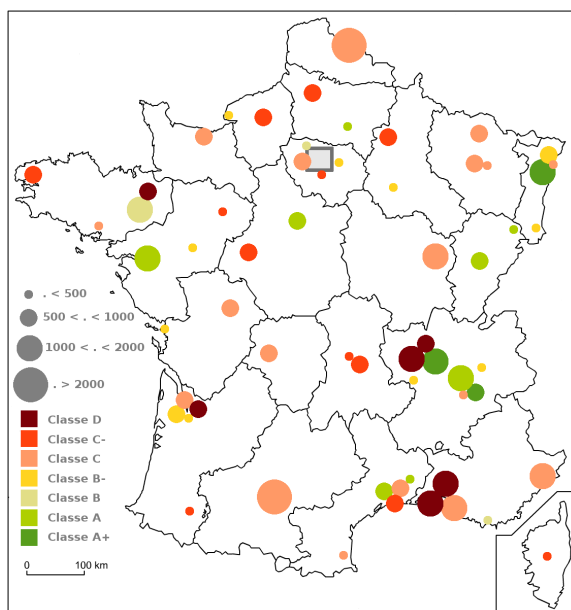 . < 500
500 < . < 1000
1000 < . < 2000
. > 2000
Classe D
Classe C-
Classe C
Classe B-
Classe B
Classe A
Classe A+
0 100 km